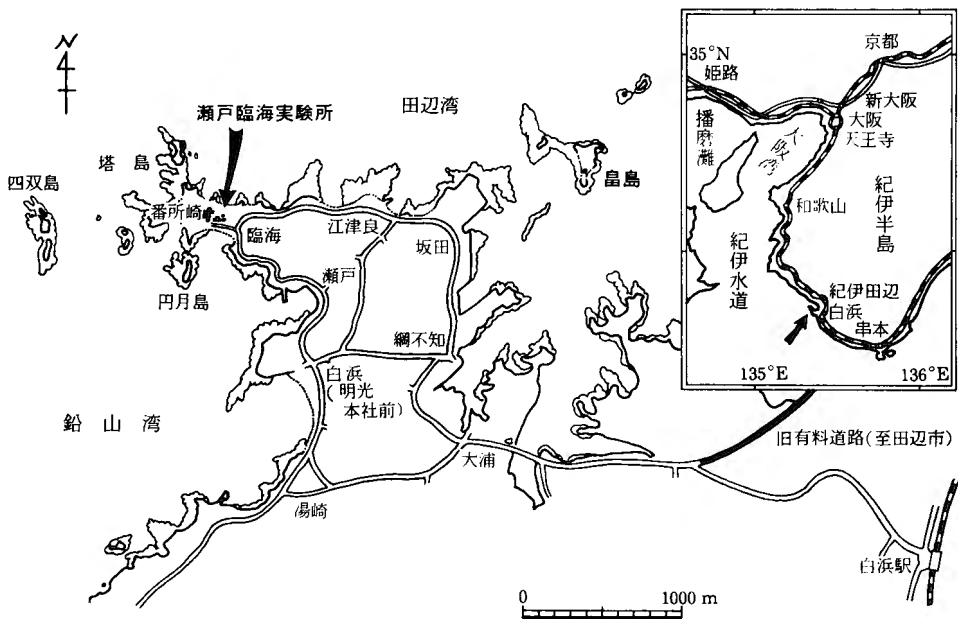 N
瀬戸臨海実験所
田辺湾
塔島
四双島
番所崎
畠島
臨海
江津良
坂田
瀬戸
円月島
綱不知
白浜
(明光
本社前)
鉛山湾
大浦
旧有料道路(至田辺市)
湯崎
白浜駅
0
1000 m
35°N
京都
姫路
新大阪
大阪
天王寺
播磨灘
大阪湾
和歌山
紀伊半島
紀伊水道
紀伊田辺
白浜
串本
135°E
136°E